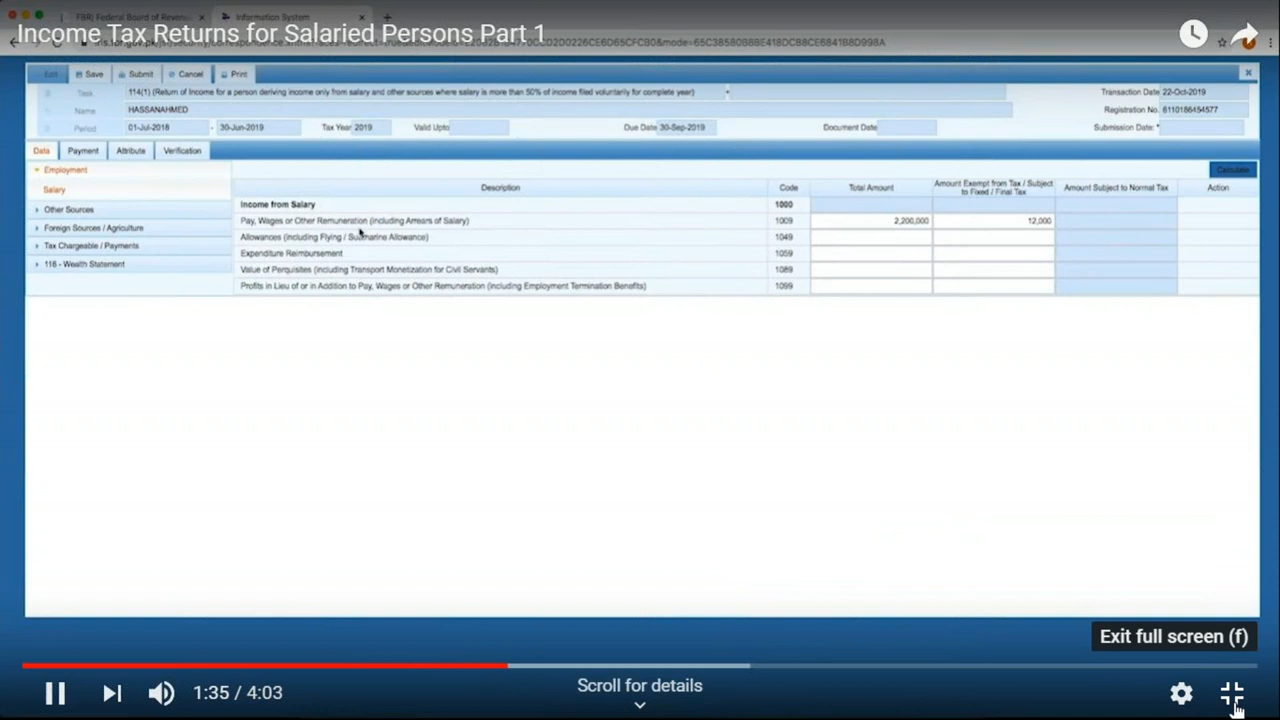 FBR| Federal Board of Revenu
Information System
Income Tax Returns for Salaried Persons Part 1
Edit Save Submit Cancel Print
Task 114(1) (Return of Income for a person deriving income only from salary and other sources where salary is more than 50% of income filed voluntarily for complete year) Transaction Date 22-Oct-2019
Name HASSANAHMED Registration No. 6110186454577
Period 01-Jul-2018 - 30-Jun-2019 Tax Year 2019 Valid Upto Due Date 30-Sep-2019 Document Date Submission Date: *
Data Payment Attribute Verification
Employment Calculate
Salary Description Code Total Amount Amount Exempt from Tax / Subject to Fixed / Final Tax Amount Subject to Normal Tax Action
Income from Salary 1000
Other Sources
Pay, Wages or Other Remuneration (including Arrears of Salary) 1009 2,200,000 12,000
Foreign Sources / Agriculture
Allowances (including Flying / Submarine Allowance) 1049
Tax Chargeable / Payments
Expenditure Reimbursement 1059
116 - Wealth Statement
Value of Perquisites (including Transport Monetization for Civil Servants) 1089
Profits in Lieu of or in Addition to Pay, Wages or Other Remuneration (including Employment Termination Benefits) 1099
Exit full screen (f)
1:35 / 4:03
Scroll for details